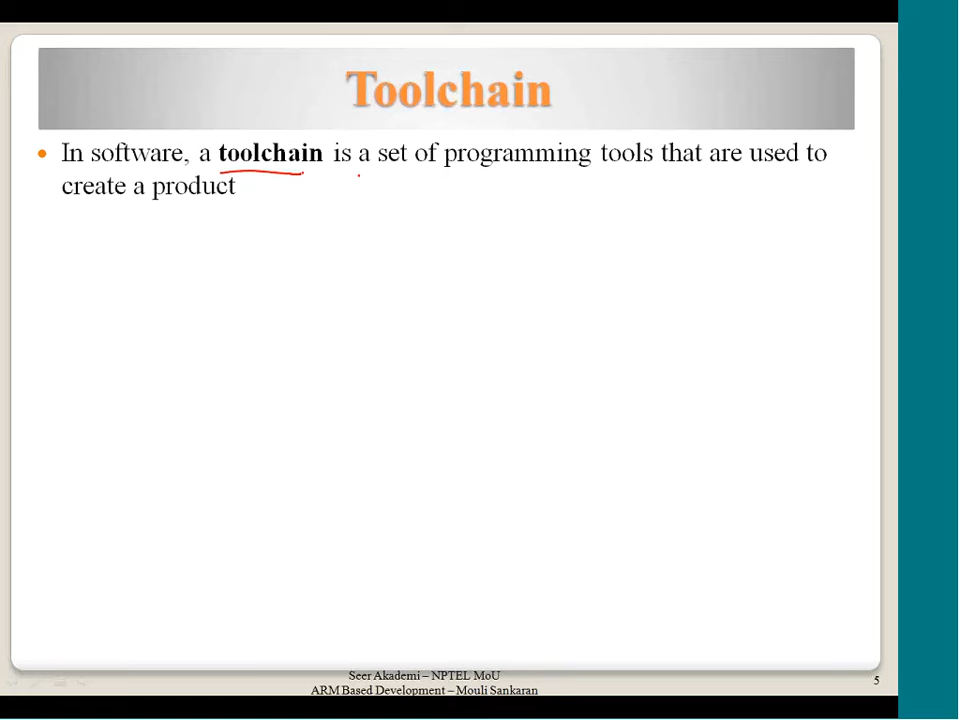 Toolchain
• In software, a toolchain is a set of programming tools that are used to
create a product
Seer Akademi – NPTEL MoU
ARM Based Development – Mouli Sankaran
5